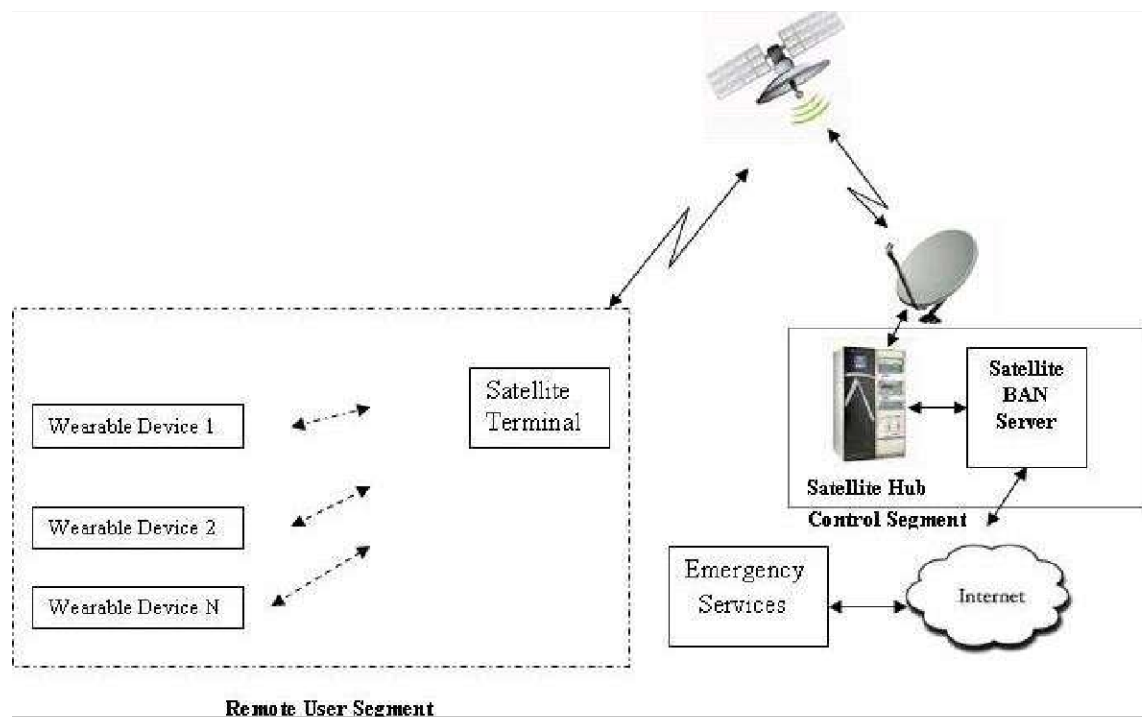 Satellite
Terminal
Wearable Device 1
Wearable Device 2
Wearable Device N
Remote User Segment
Satellite
BAN
Server
Satellite Hub
Control Segment
Emergency
Services
Internet